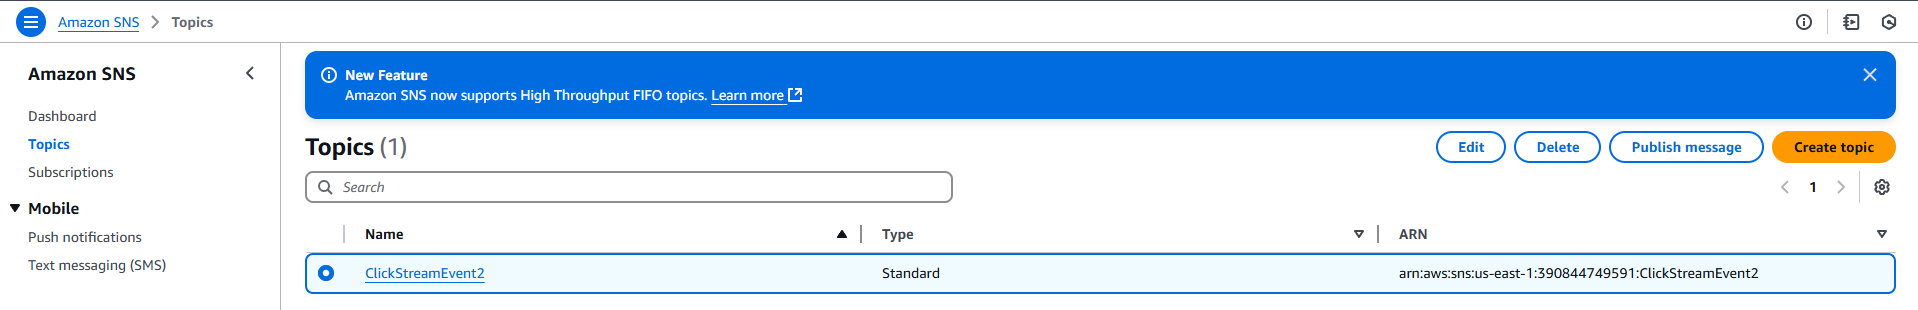 Amazon SNS > Topics
Amazon SNS
Dashboard
Topics
Subscriptions
Mobile
Push notifications
Text messaging (SMS)
New Feature
Amazon SNS now supports High Throughput FIFO topics. Learn more
Topics (1)
Edit
Delete
Publish message
Create topic
Search
1
Name Type ARN
ClickStreamEvent2 Standard arn:aws:sns:us-east-1:390844749591:ClickStreamEvent2